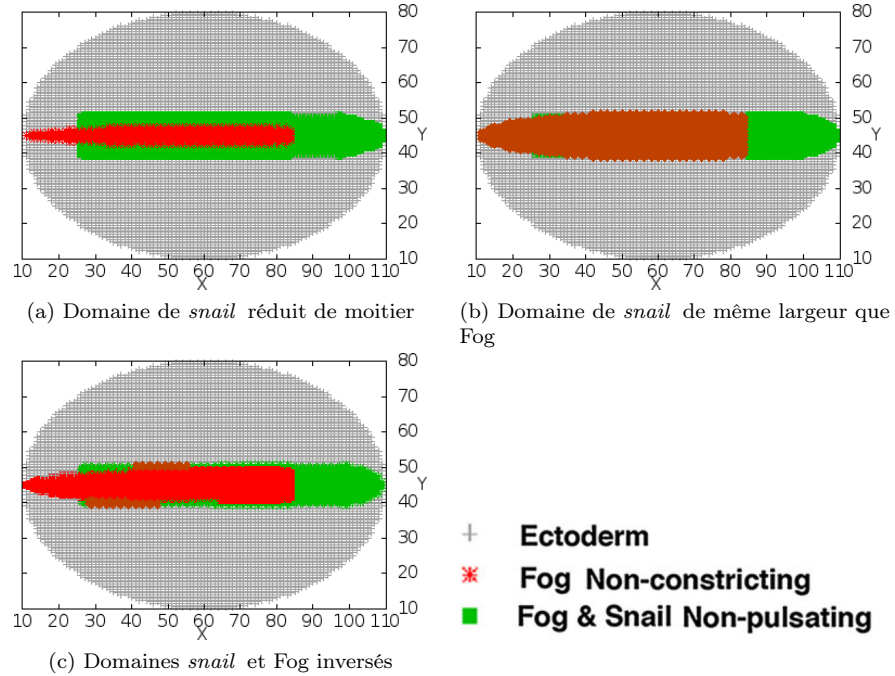 80
70
60
50
Y
40
30
20
10
10 20 30 40 50 60 70 80 90 100 110
X
(a) Domaine de snail réduit de moitier
80
70
60
50
Y
40
30
20
10
10 20 30 40 50 60 70 80 90 100 110
X
(b) Domaine de snail de même largeur que
Fog
80
70
60
50
Y
40
30
20
10
10 20 30 40 50 60 70 80 90 100 110
X
(c) Domaines snail et Fog inversés
Ectoderm
Fog Non-constricting
Fog & Snail Non-pulsating